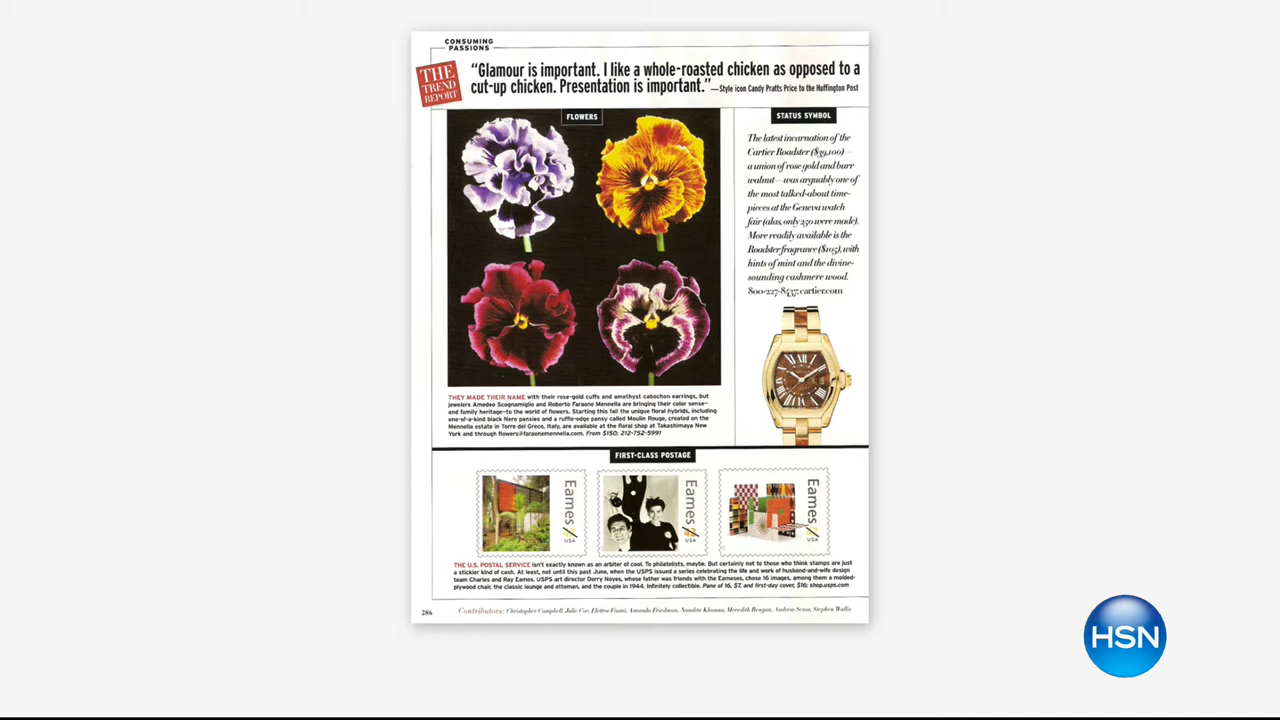 CONSUMING
PASSIONS
THE
TREND
REPORT
“Glamour is important. I like a whole-roasted chicken as opposed to a
cut-up chicken. Presentation is important.” —Style icon Candy Pratts Price to the Huffington Post
FLOWERS
THEY MADE THEIR NAME with their rose-gold cuffs and amethyst cabochon earrings, but
jewelers Amedeo Scognamiglio and Roberto Faraone Mennella are bringing their color sense—
and family heritage—to the world of flowers. Starting this fall the unique floral hybrids, including
one-of-a-kind black Nero pansies and a ruffle-edge pansy called Moulin Rouge, created on the
Mennella estate in Torre del Greco, Italy, are available at the floral shop at Takashimaya New
York and through flowers@faraonemennella.com. From $150; 212-752-5991
STATUS SYMBOL
The latest incarnation of the
Cartier Roadster ($39,100)—
a union of rose gold and burr
walnut—was arguably one of
the most talked-about time-
pieces at the Geneva watch
fair (alas, only 250 were made).
More readily available is the
Roadster fragrance ($105), with
hints of mint and the divine-
sounding cashmere wood.
800-227-8437; cartier.com
FIRST-CLASS POSTAGE
Eames
USA
Eames
USA
Eames
USA
THE U.S. POSTAL SERVICE isn’t exactly known as an arbiter of cool. To philatelists, maybe. But certainly not to those who think stamps are just
a stickier kind of cash. At least, not until this past June, when the USPS issued a series celebrating the life and work of husband-and-wife design
team Charles and Ray Eames. USPS art director Derry Noyes, whose father was friends with the Eameses, chose 16 images, among them a molded-
plywood chair, the classic lounge and ottoman, and the couple in 1944. Infinitely collectible. Pane of 16, $7, and first-day cover, $16; shop.usps.com
286
Contributors: Christopher Campbell, Julie Coe, Elettra Fiumi, Amanda Friedman, Nandita Khanna, Meredith Reagan, Andrew Sessa, Stephen Wallis
HSN